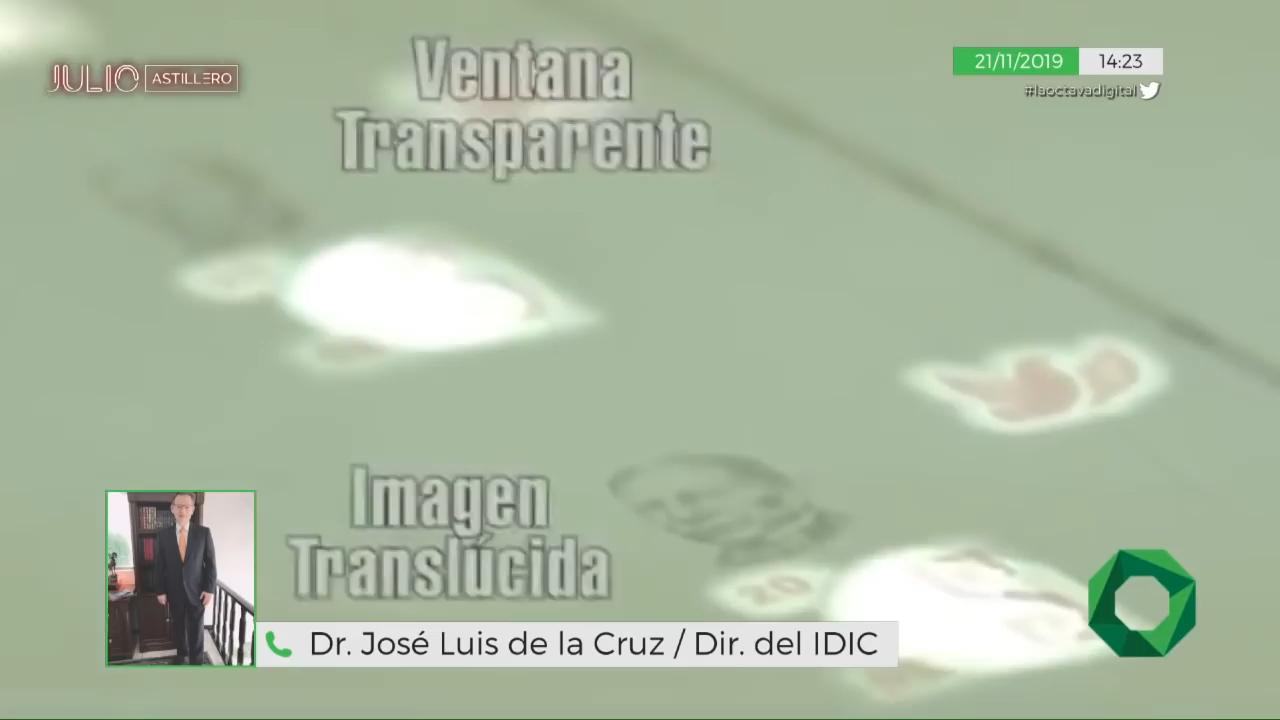 JULIO ASTILLERO
21/11/2019 14:23
#laoctavadigital
Ventana
Transparente
Imagen
Translúcida
20
Dr. José Luis de la Cruz / Dir. del IDIC